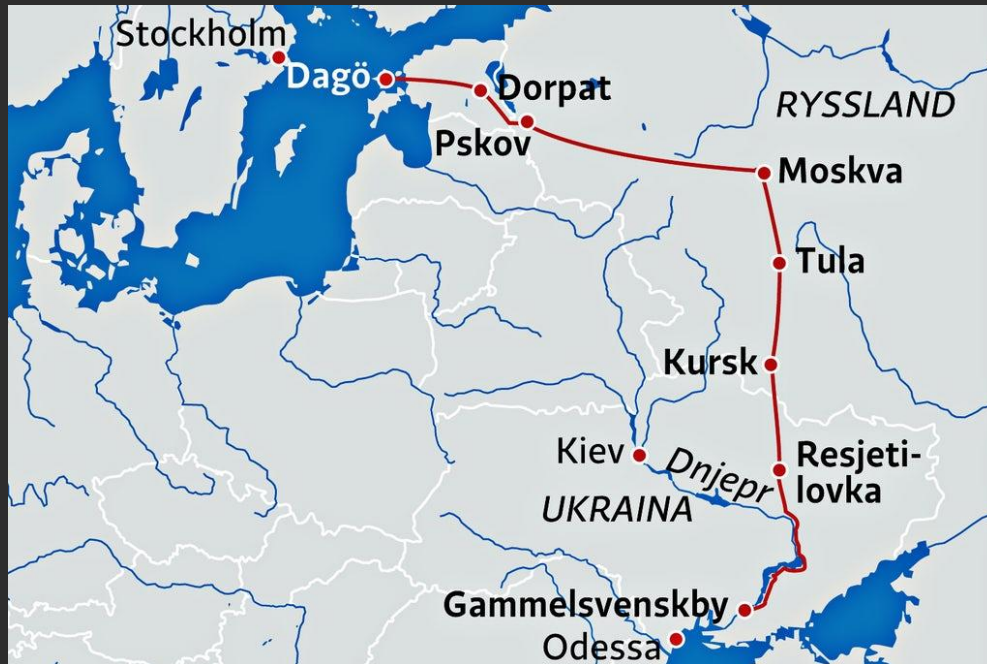 Stockholm
Dagö
Dorpat
RYSSLAND
Pskov
Moskva
Tula
Kursk
Kiev
Dnjepr
Resjeti-
lovka
UKRAINA
Gammelsvenskby
Odessa